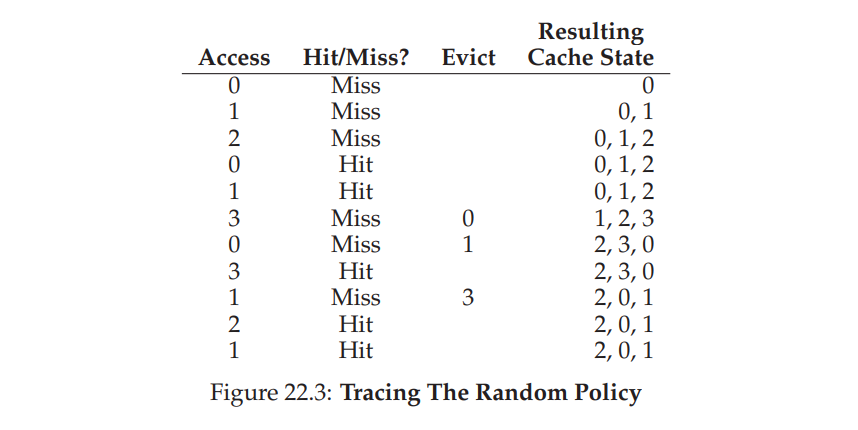 Resulting
Access Hit/Miss? Evict Cache State
0 Miss 0
1 Miss 0, 1
2 Miss 0, 1, 2
0 Hit 0, 1, 2
1 Hit 0, 1, 2
3 Miss 0 1, 2, 3
0 Miss 1 2, 3, 0
3 Hit 2, 3, 0
1 Miss 3 2, 0, 1
2 Hit 2, 0, 1
1 Hit 2, 0, 1
Figure 22.3: Tracing The Random Policy